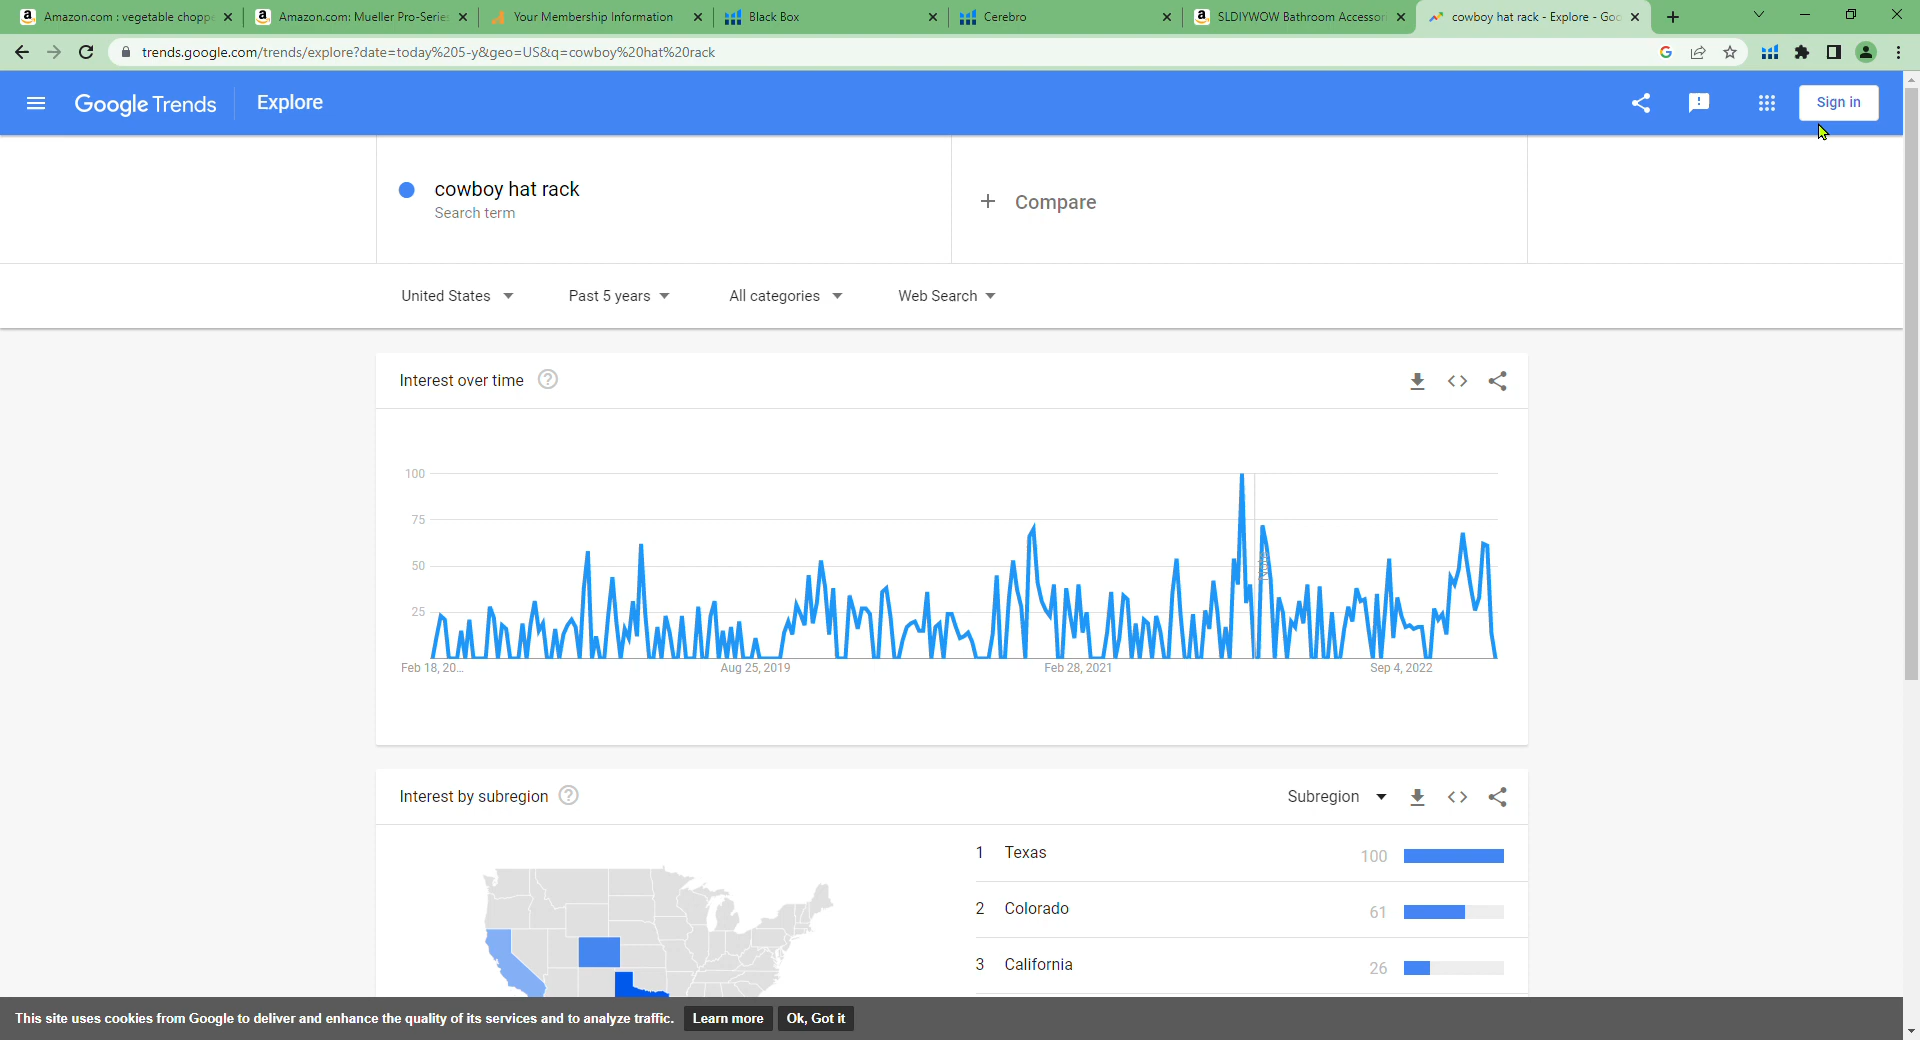 Amazon.com : vegetable choppe
Amazon.com: Mueller Pro-Series
Your Membership Information
Black Box
Cerebro
SLDIYWOW Bathroom Accessor
cowboy hat rack - Explore - Goo
trends.google.com/trends/explore?date=today%205-y&geo=US&q=cowboy%20hat%20rack
Google Trends
Explore
Sign in
cowboy hat rack
Search term
+ Compare
United States
Past 5 years
All categories
Web Search
Interest over time
100
75
50
25
Note
Feb 18, 20...
Aug 25, 2019
Feb 28, 2021
Sep 4, 2022
Interest by subregion
Subregion
1 Texas 100
2 Colorado 61
3 California 26
This site uses cookies from Google to deliver and enhance the quality of its services and to analyze traffic. Learn more Ok, Got it